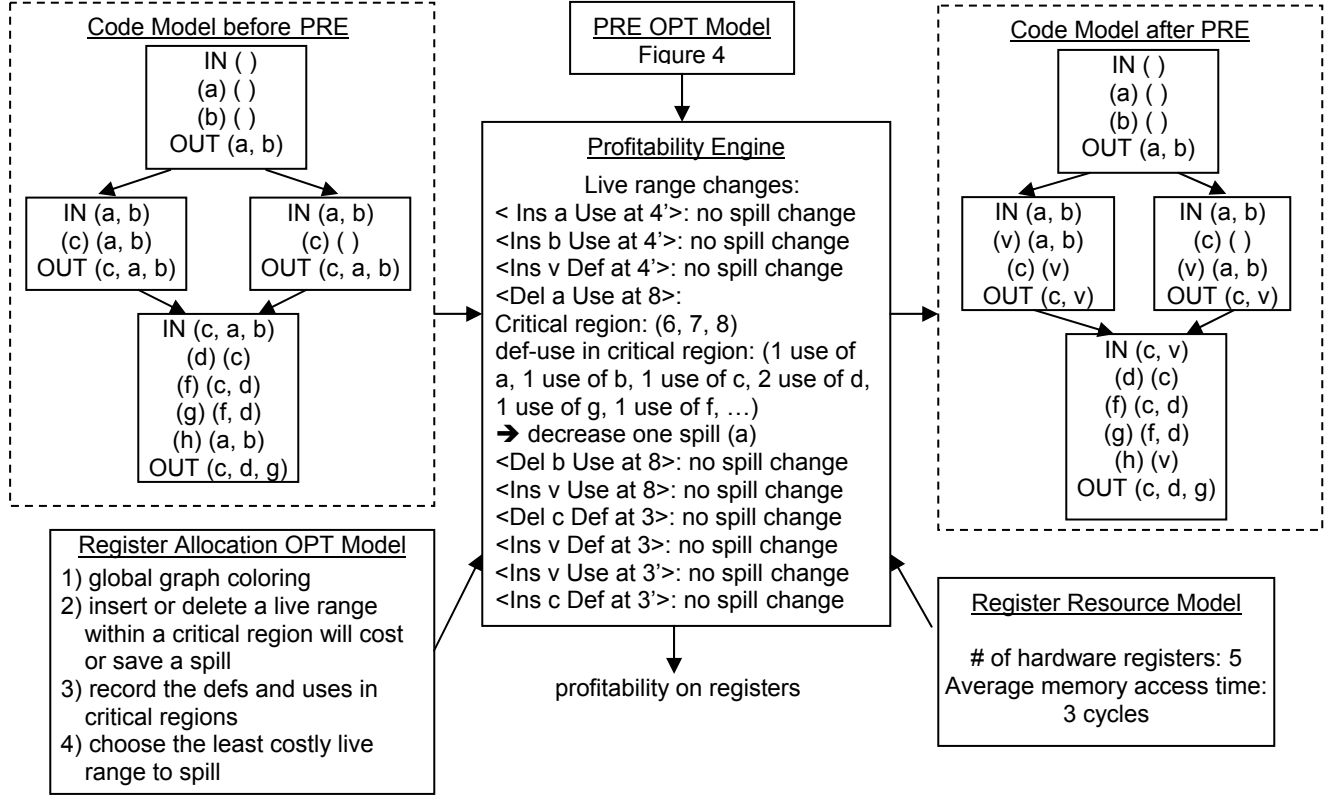 Code Model before PRE
IN ( )
(a) ( )
(b) ( )
OUT (a, b)
IN (a, b)
(c) (a, b)
OUT (c, a, b)
IN (a, b)
(c) ( )
OUT (c, a, b)
IN (c, a, b)
(d) (c)
(f) (c, d)
(g) (f, d)
(h) (a, b)
OUT (c, d, g)
PRE OPT Model
Figure 4
Profitability Engine
Live range changes:
< Ins a Use at 4’>: no spill change
<Ins b Use at 4’>: no spill change
<Ins v Def at 4’>: no spill change
<Del a Use at 8>:
Critical region: (6, 7, 8)
def-use in critical region: (1 use of
a, 1 use of b, 1 use of c, 2 use of d,
1 use of g, 1 use of f, …)
➔ decrease one spill (a)
<Del b Use at 8>: no spill change
<Ins v Use at 8>: no spill change
<Del c Def at 3>: no spill change
<Ins v Def at 3>: no spill change
<Ins v Use at 3’>: no spill change
<Ins c Def at 3’>: no spill change
profitability on registers
Code Model after PRE
IN ( )
(a) ( )
(b) ( )
OUT (a, b)
IN (a, b)
(v) (a, b)
(c) (v)
OUT (c, v)
IN (a, b)
(c) ( )
(v) (a, b)
OUT (c, v)
IN (c, v)
(d) (c)
(f) (c, d)
(g) (f, d)
(h) (v)
OUT (c, d, g)
Register Allocation OPT Model
1) global graph coloring
2) insert or delete a live range
within a critical region will cost
or save a spill
3) record the defs and uses in
critical regions
4) choose the least costly live
range to spill
Register Resource Model
# of hardware registers: 5
Average memory access time:
3 cycles